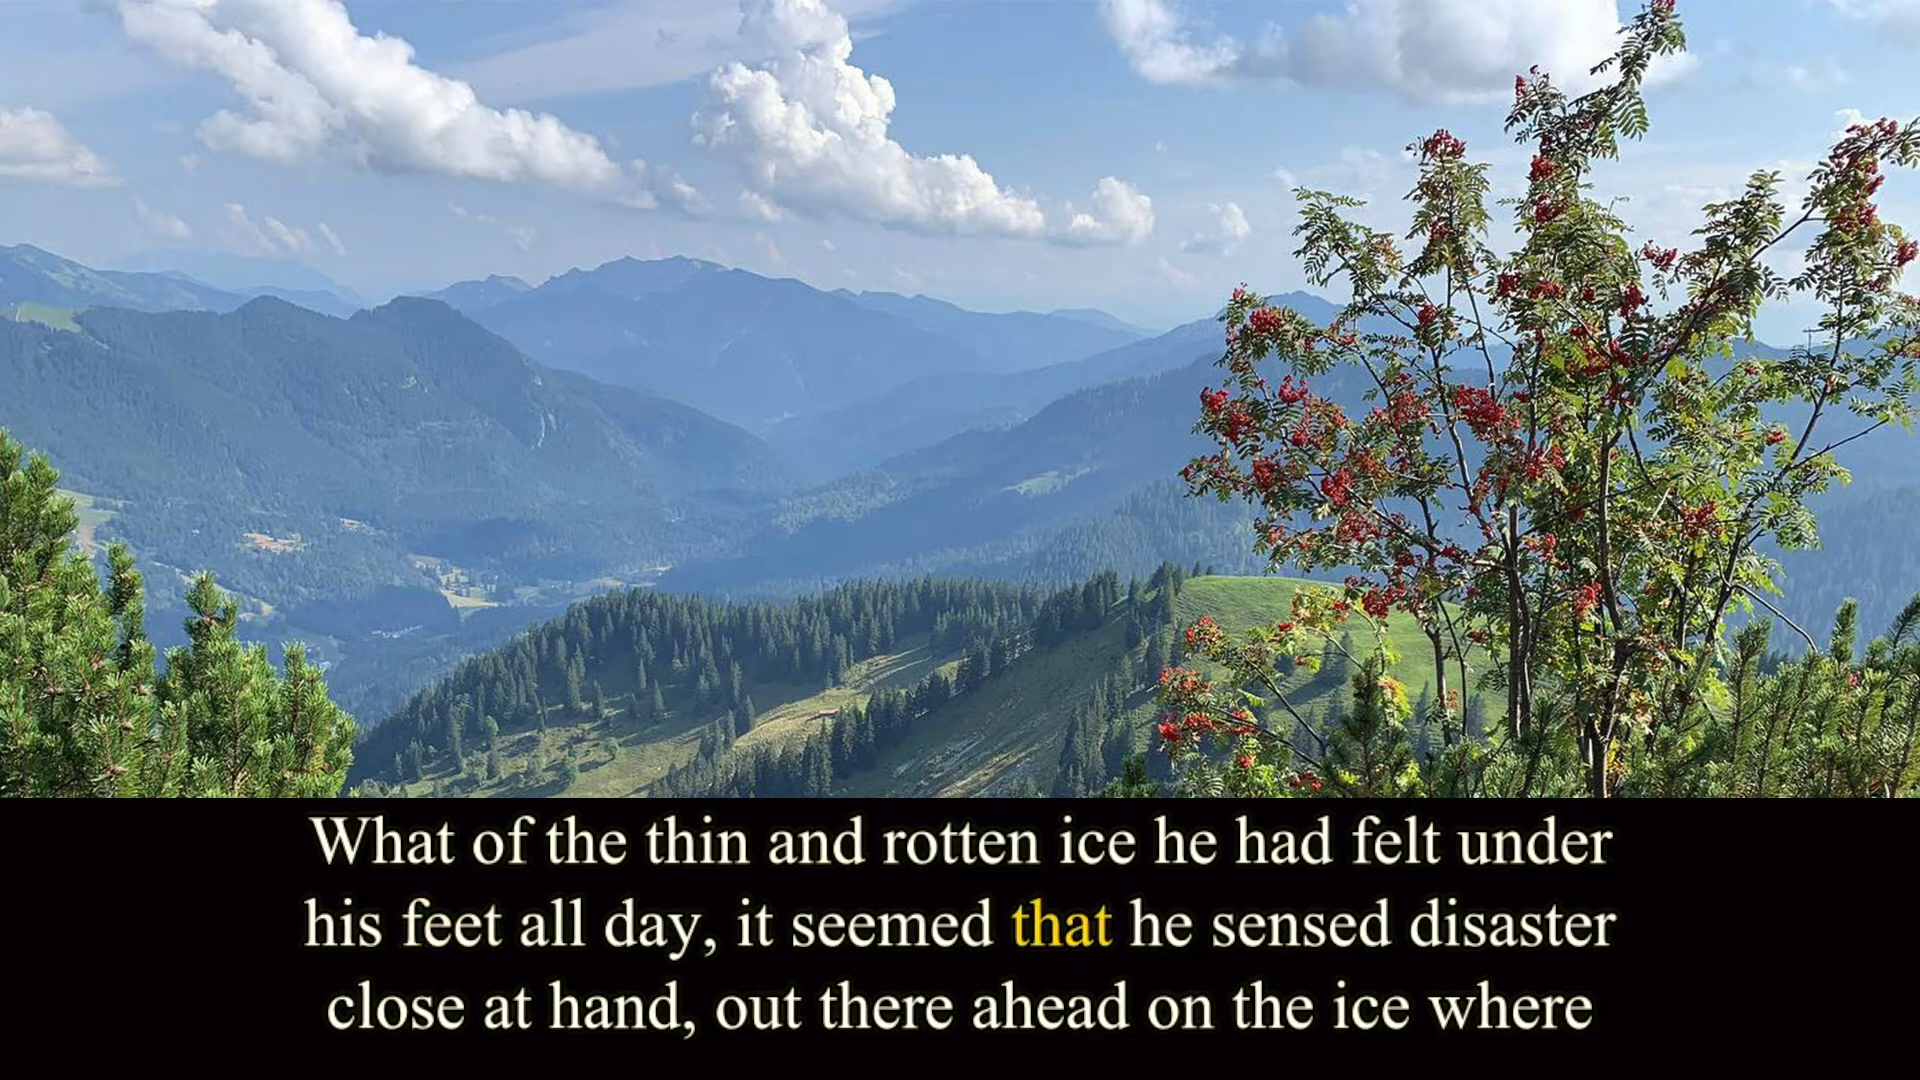 What of the thin and rotten ice he had felt under
his feet all day, it seemed that he sensed disaster
close at hand, out there ahead on the ice where